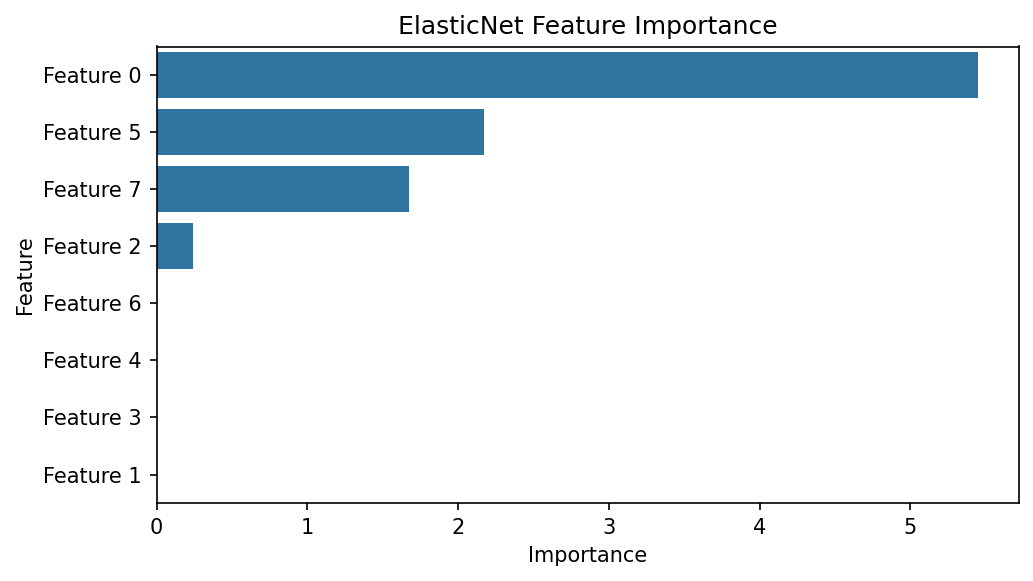 ElasticNet Feature Importance
Feature
Feature 0
Feature 5
Feature 7
Feature 2
Feature 6
Feature 4
Feature 3
Feature 1
0 1 2 3 4 5
Importance